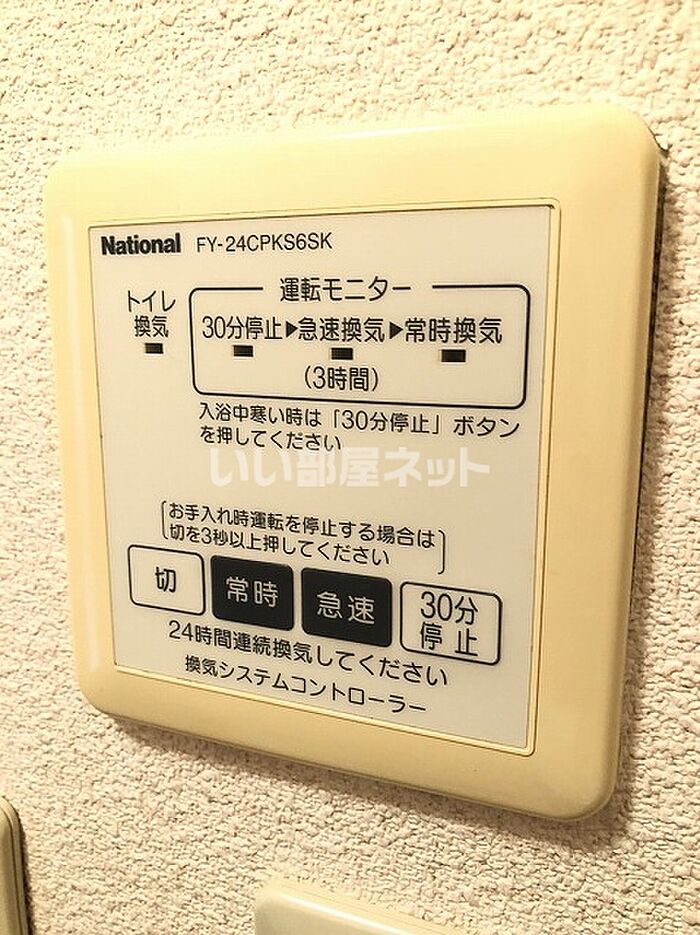 National FY-24CPKS6SK
運転モニター
トイレ
換気
30分停止▶急速換気▶常時換気
(3時間)
入浴中寒い時は「30分停止」ボタン
を押してください
いい部屋ネット
お手入れ時運転を停止する場合は
切を3秒以上押してください
切
常時
急速
30分
停止
24時間連続換気してください
換気システムコントローラー